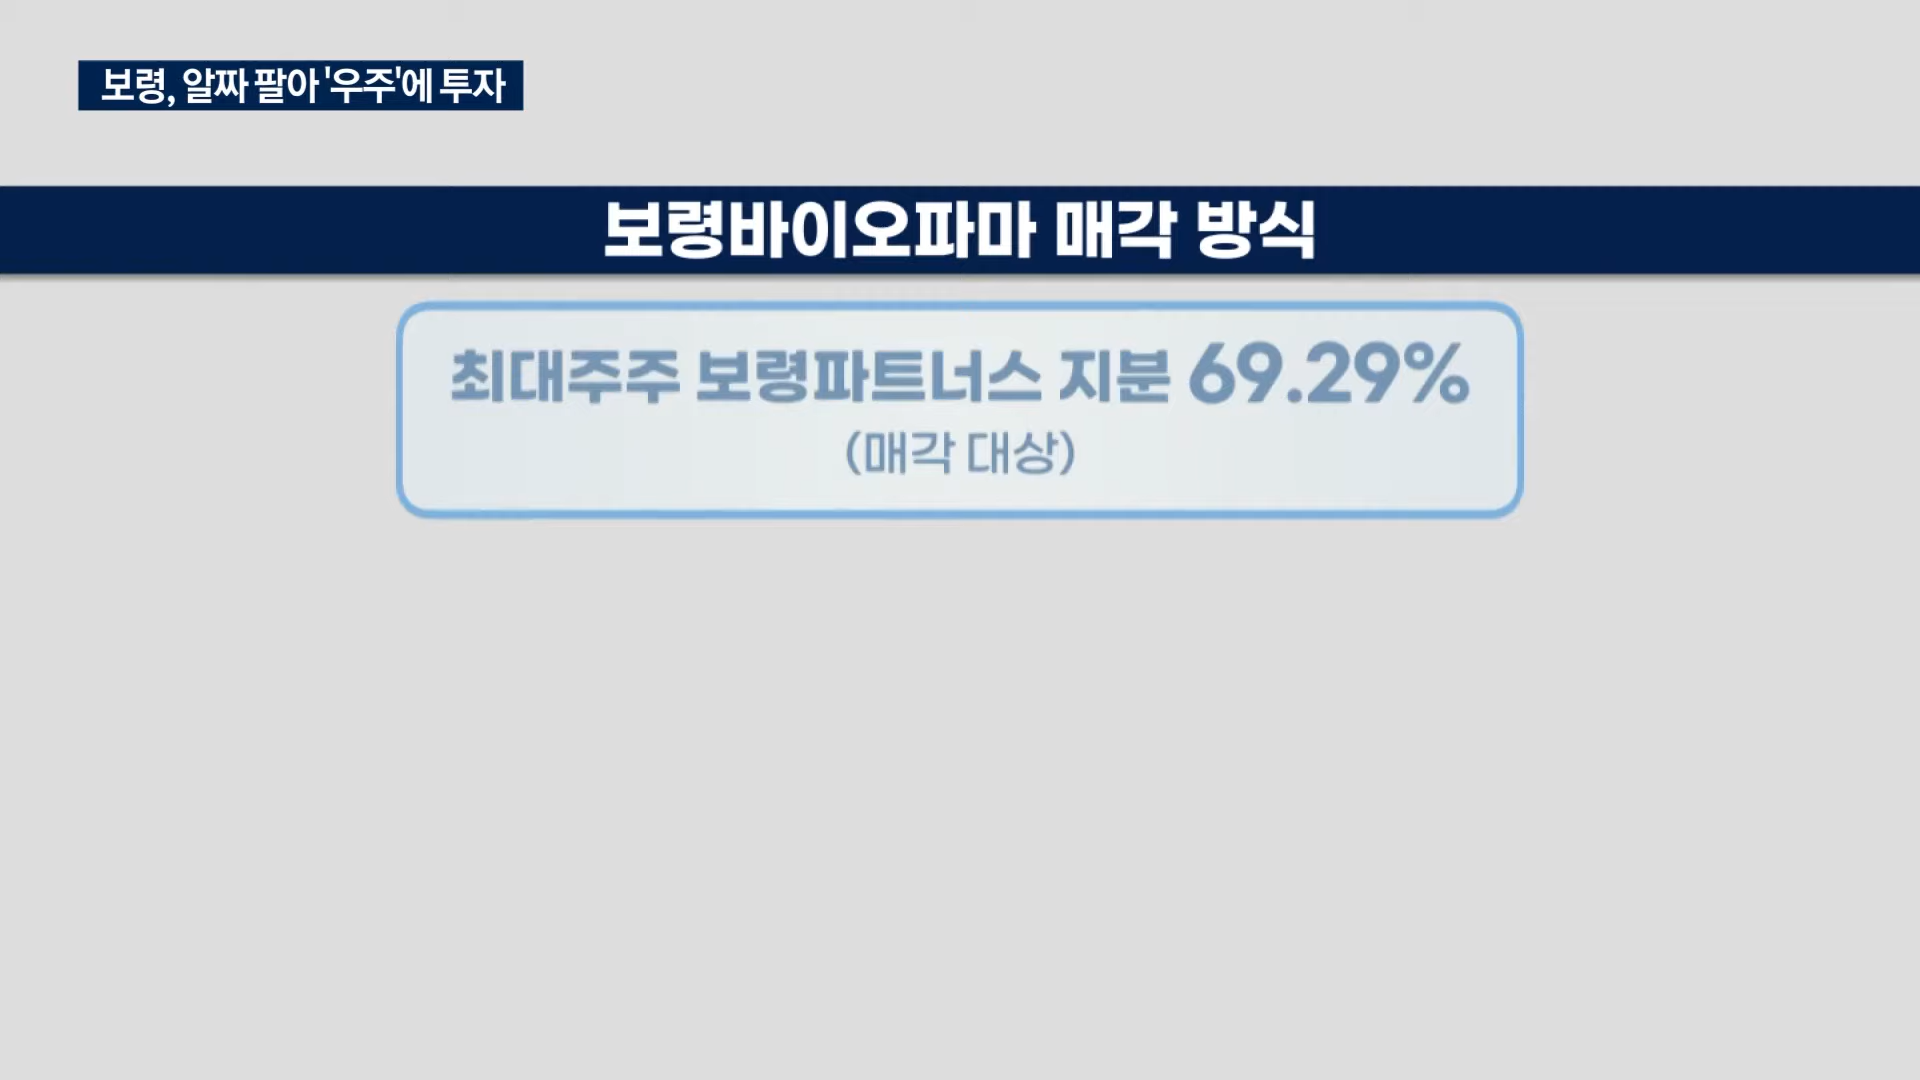 보령, 알짜 팔아 '우주'에 투자
보령바이오파마 매각 방식
최대주주 보령파트너스 지분 69.29%
(매각 대상)